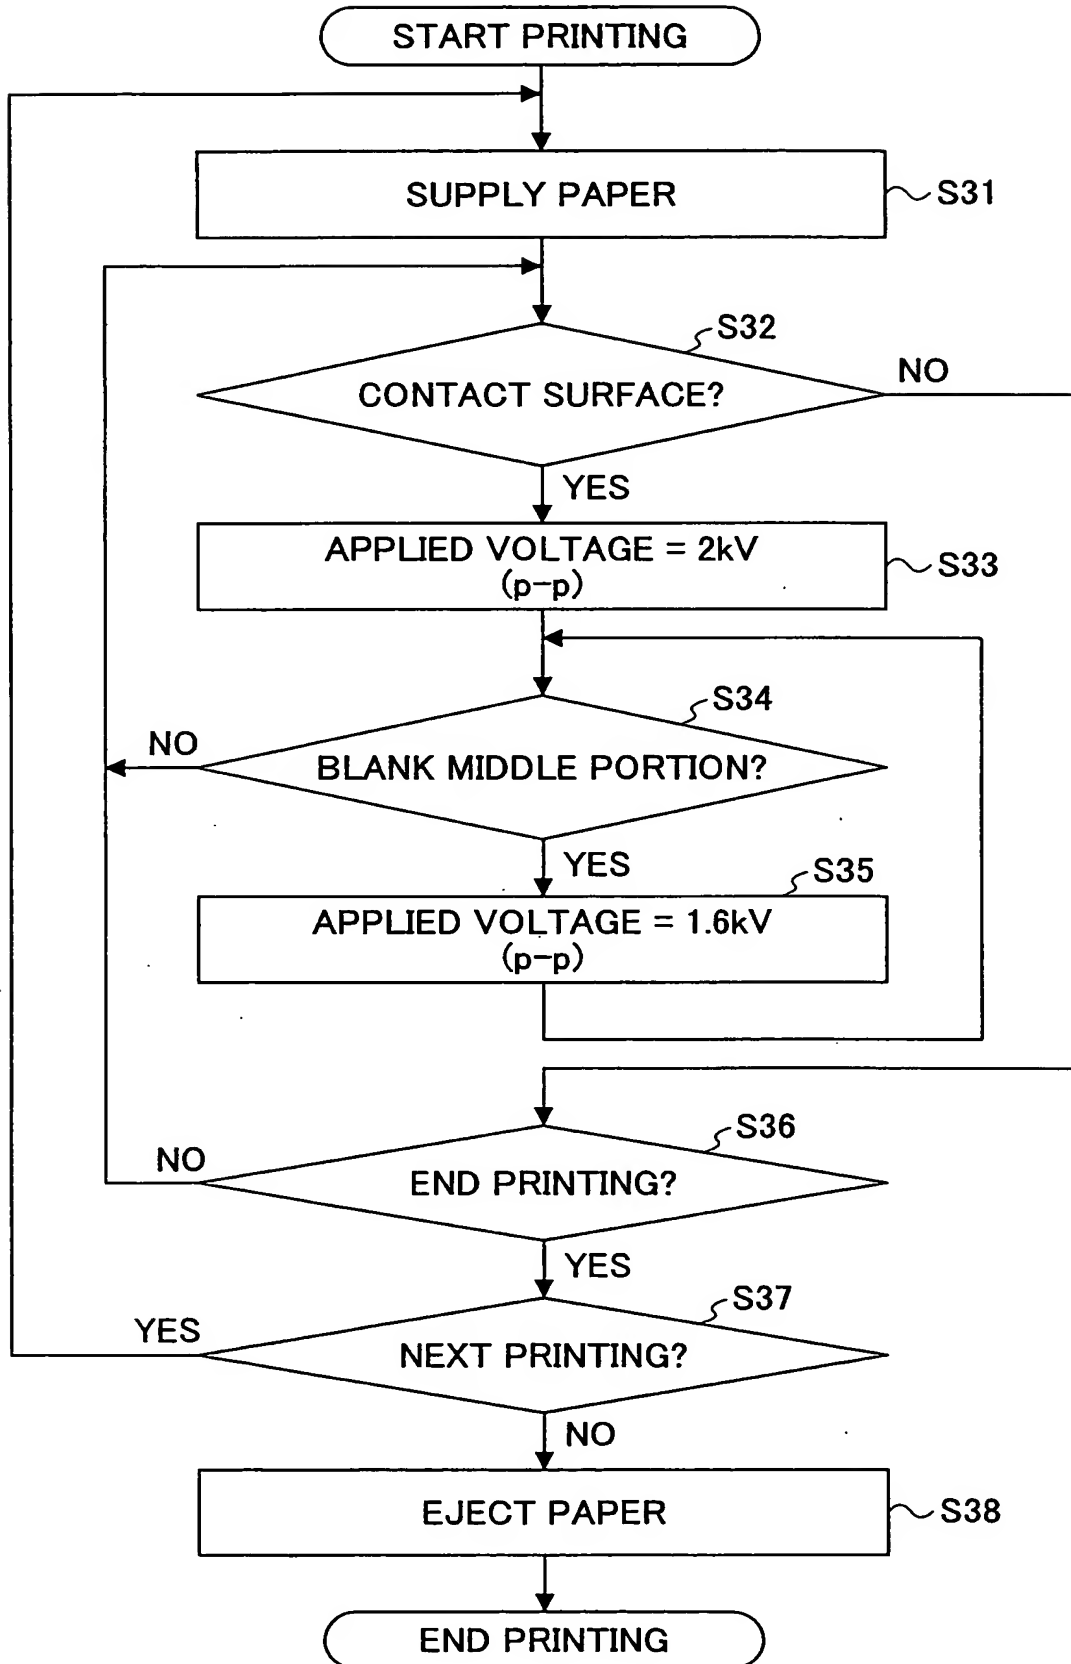 START PRINTING
SUPPLY PAPER
S31
S32
CONTACT SURFACE?
NO
YES
APPLIED VOLTAGE = 2kV
(p-p)
S33
S34
NO
BLANK MIDDLE PORTION?
YES
S35
APPLIED VOLTAGE = 1.6kV
(p-p)
S36
NO
END PRINTING?
YES
S37
YES
NEXT PRINTING?
NO
EJECT PAPER
S38
END PRINTING